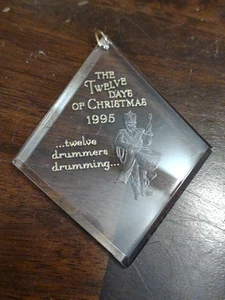 THE
TWELVE
DAYS
OF CHRISTMAS
1995
...twelve
drummers
drumming...